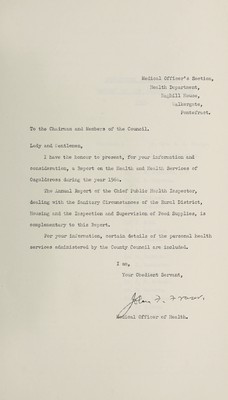 Medical Officer's Section,
Health Department,
Baghill House,
Walkergate,
Pontefract.
To the Chairman and Members of the Council.
Lady and Gentlemen,
I have the honour to present, for your information and
consideration, a Report on the Health and Health Services of
Osgoldcross during the year 1964.
The Annual Report of the Chief Public Health Inspector,
dealing with the Sanitary Circumstances of the Rural District,
Housing and the Inspection and Supervision of Food Supplies, is
complementary to this Report.
For your information, certain details of the personal health
services administered by the County Council are included.
I am,
Your Obedient Servant,
John F. Fraser.
Medical Officer of Health.